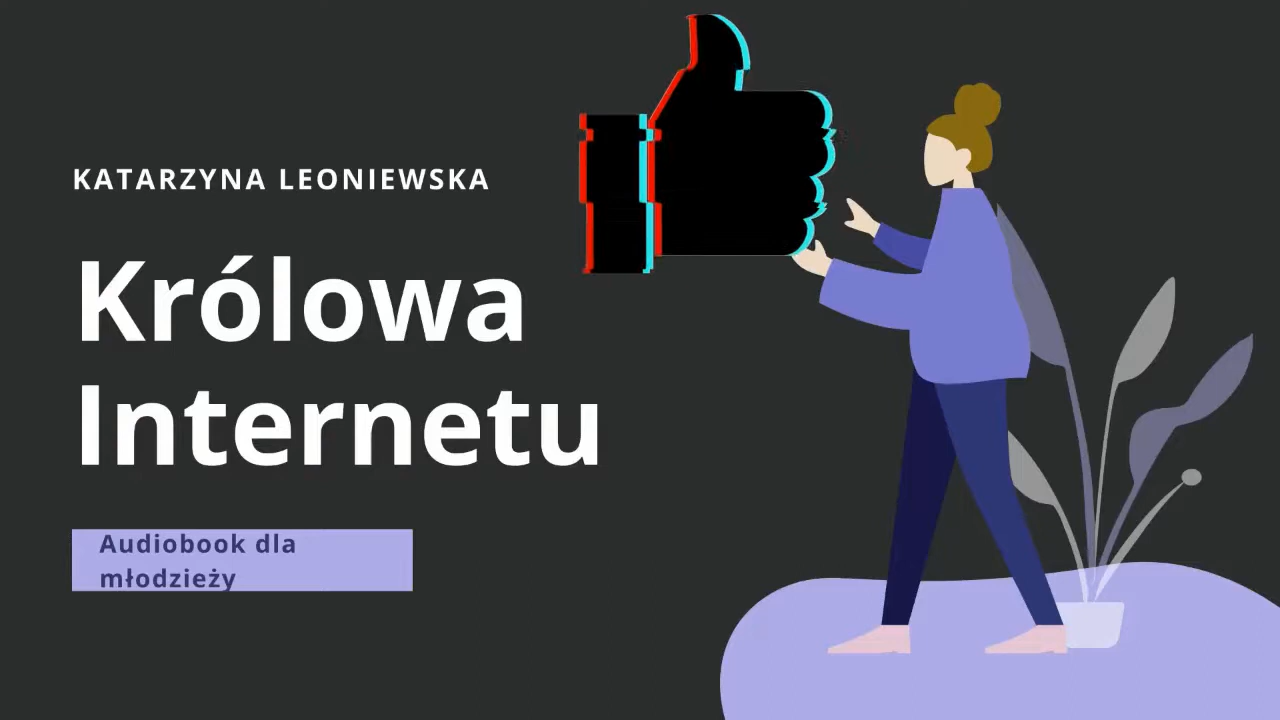 KATARZYNA LEONIEWSKA
Królowa
Internetu
Audiobook dla
młodzieży